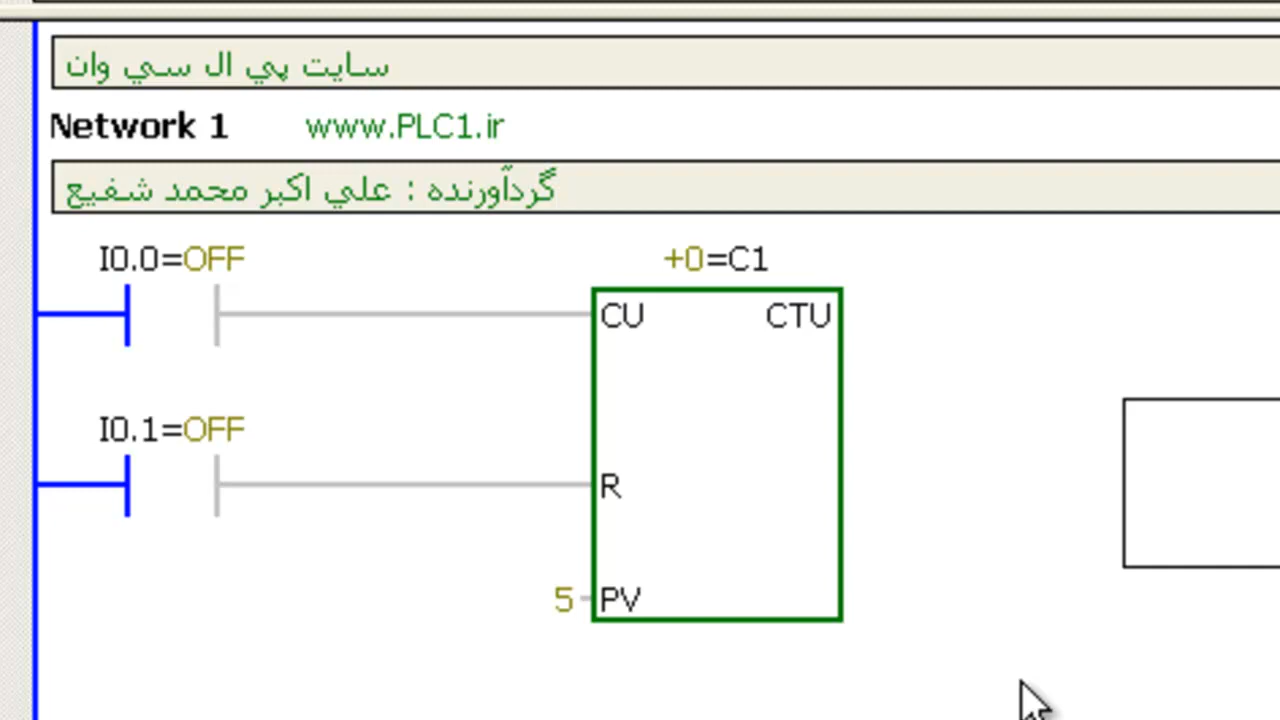 سايت پي ال سي وان
Network 1 www.PLC1.ir
گردآورنده : علي اكبر محمد شفيع
I0.0=OFF
+0=C1
CU CTU
I0.1=OFF
R
5 PV